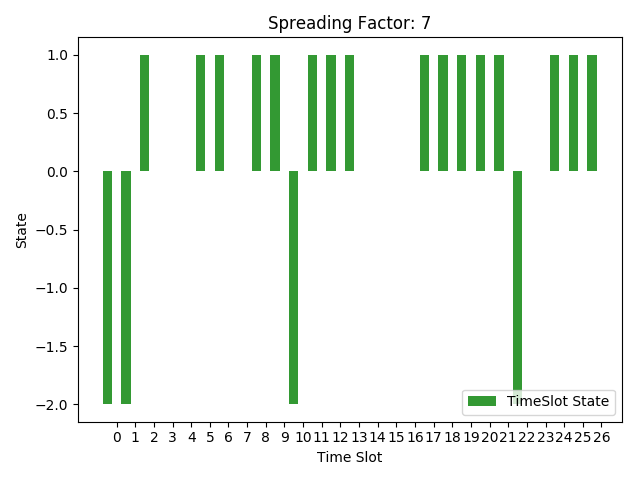 Spreading Factor: 7
1.0
0.5
0.0
−0.5
−1.0
−1.5
−2.0
State
TimeSlot State
0 1 2 3 4 5 6 7 8 9 10 11 12 13 14 15 16 17 18 19 20 21 22 23 24 25 26
Time Slot